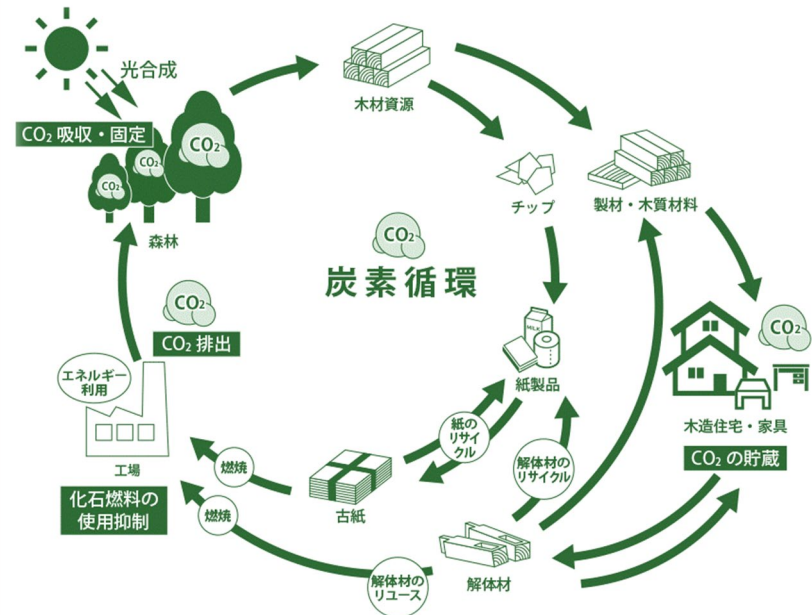 光合成
CO₂ 吸収・固定
CO₂
CO₂
CO₂
森林
木材資源
チップ
製材・木質材料
CO₂
炭素循環
CO₂
CO₂ 排出
エネルギー
利用
工場
化石燃料の
使用抑制
MILK
紙製品
CO₂
木造住宅・家具
CO₂ の貯蔵
紙の
リサイ
クル
解体材の
リサイクル
燃焼
燃焼
古紙
解体材の
リユース
解体材